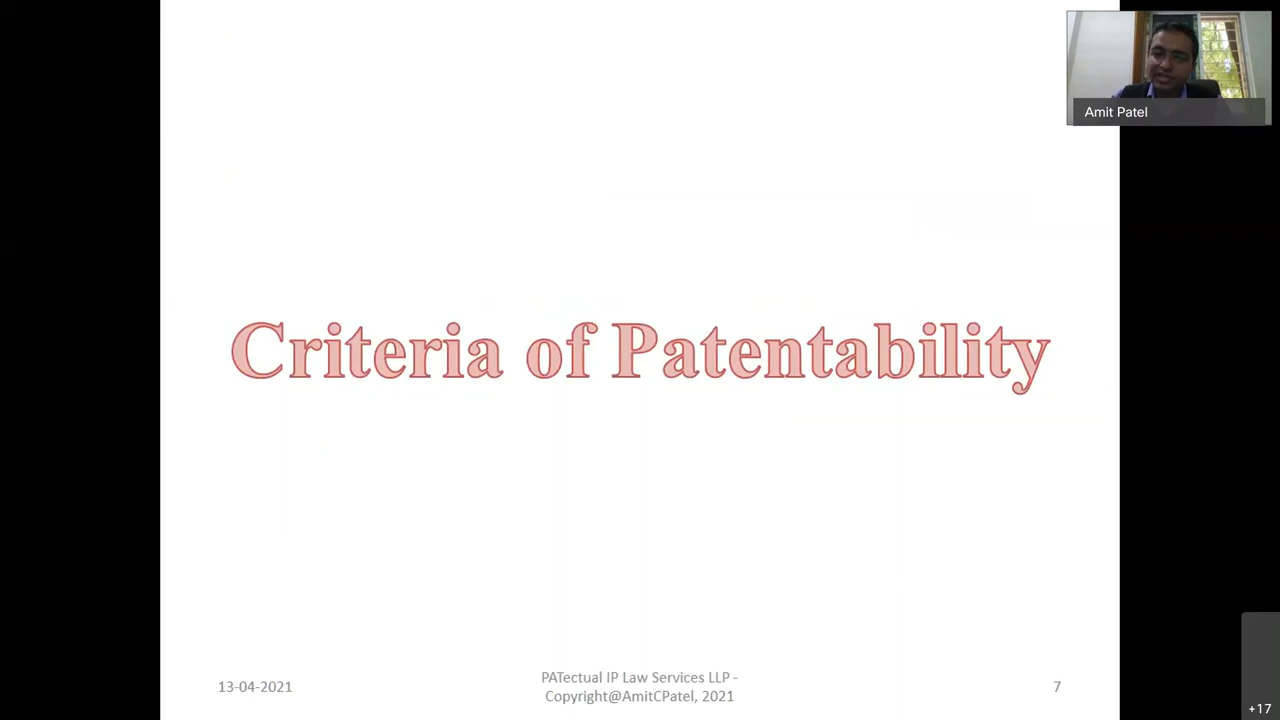 Amit Patel
Criteria of Patentability
13-04-2021
PATectual IP Law Services LLP -
Copyright@AmitCPatel, 2021
7
+17